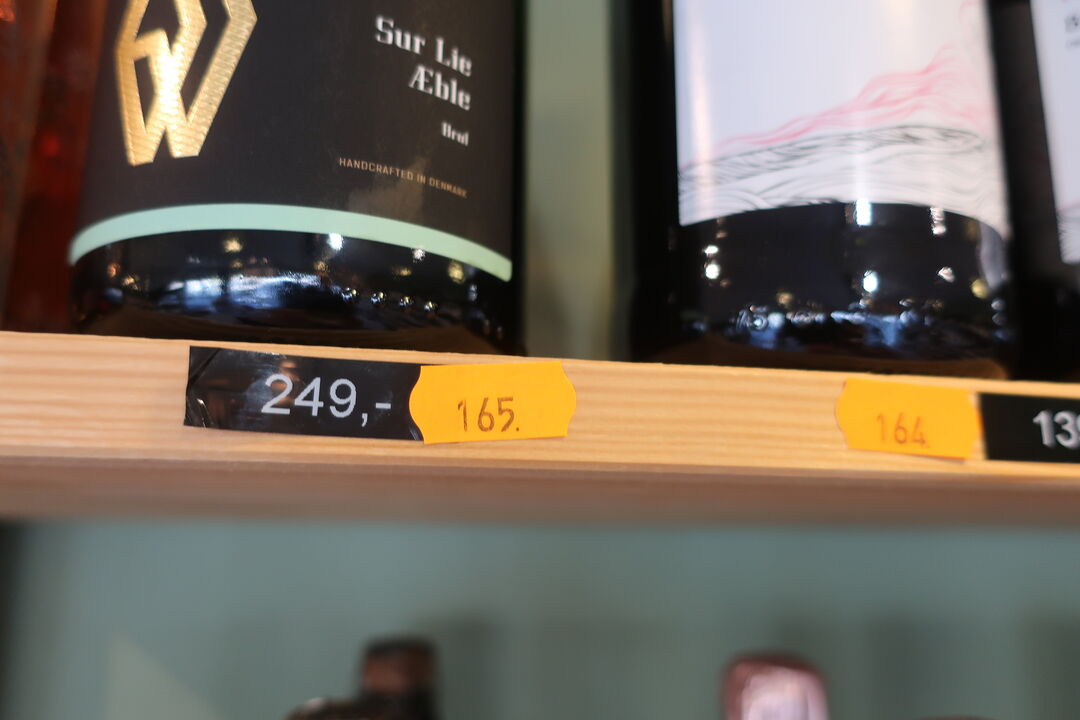 Sur Lie
Æble
Brut
HANDCRAFTED IN DENMARK
249,-
165.
164.
139